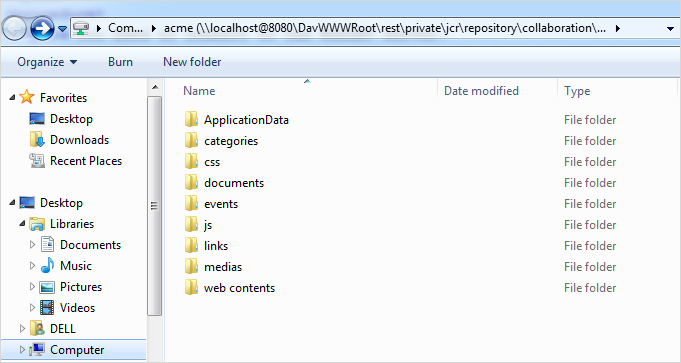 Com... acme (\\localhost@8080\DavWWWRoot\rest\private\jcr\repository\collaboration\...
Organize Burn New folder
Name Date modified Type
Favorites
Desktop
Downloads
Recent Places
Desktop
Libraries
Documents
Music
Pictures
Videos
DELL
Computer
ApplicationData File folder
categories File folder
css File folder
documents File folder
events File folder
js File folder
links File folder
medias File folder
web contents File folder